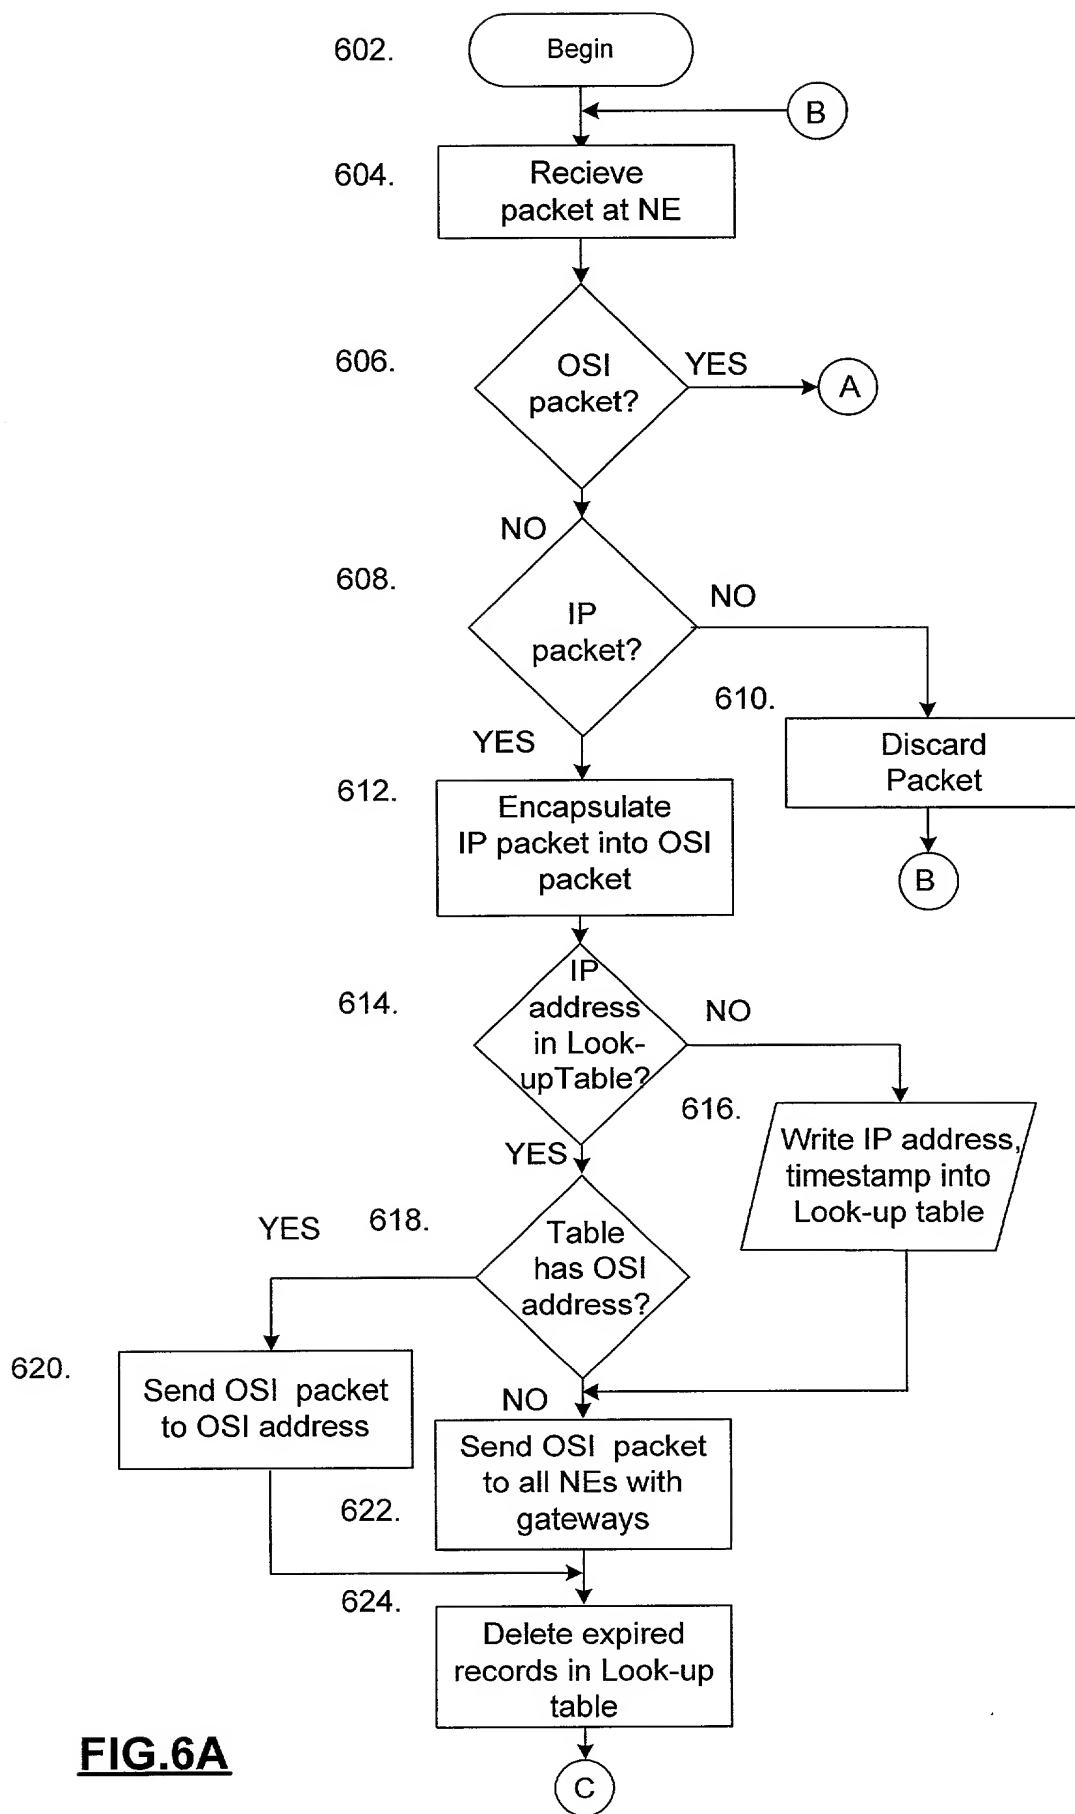 602.
Begin
B
604.
Recieve
packet at NE
606.
OSI
packet?
YES
A
NO
608.
IP
packet?
NO
610.
Discard
Packet
B
YES
612.
Encapsulate
IP packet into OSI
packet
614.
IP
address
in Look-
upTable?
NO
616.
Write IP address,
timestamp into
Look-up table
YES
618.
Table
has OSI
address?
YES
620.
Send OSI packet
to OSI address
NO
622.
Send OSI packet
to all NEs with
gateways
624.
Delete expired
records in Look-up
table
C
FIG.6A